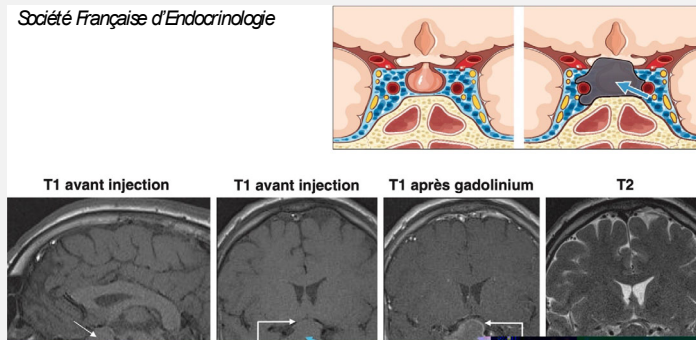 Société Française d'Endocrinologie
T1 avant injection
T1 avant injection
T1 après gadolinium
T2